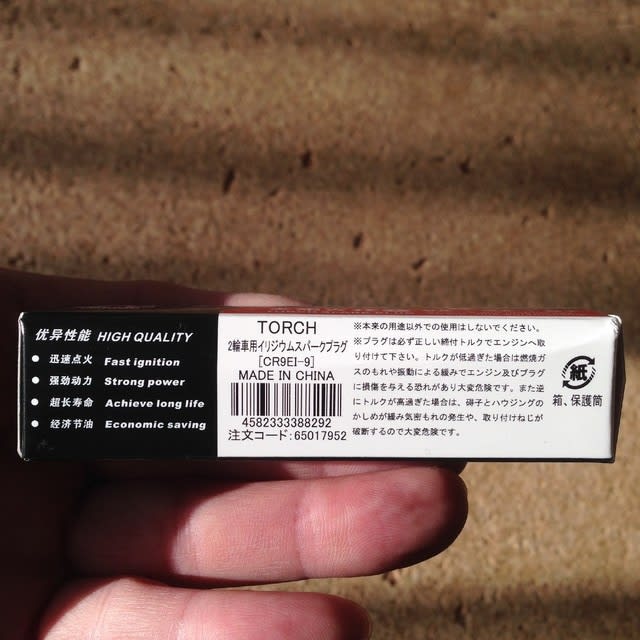 优异性能 HIGH QUALITY
● 迅速点火 Fast ignition
● 强劲动力 Strong power
● 超长寿命 Achieve long life
● 经济节油 Economic saving
TORCH
2輪車用イリジウムスパークプラグ
[CR9EI-9]
MADE IN CHINA
4582333388292
注文コード:65017952
※本来の用途以外での使用はしないでください。
※プラグは必ず正しい締付トルクでエンジンへ取
り付けて下さい。トルクが低過ぎた場合は燃焼ガ
スのもれや振動による緩みでエンジン及びプラグ
に損傷を与える恐れがあり大変危険です。また逆
にトルクが高過ぎた場合は、碍子とハウジングの
かしめが緩み気密もれの発生や、取り付けねじが
破断するので大変危険です。
紙
箱、保護筒